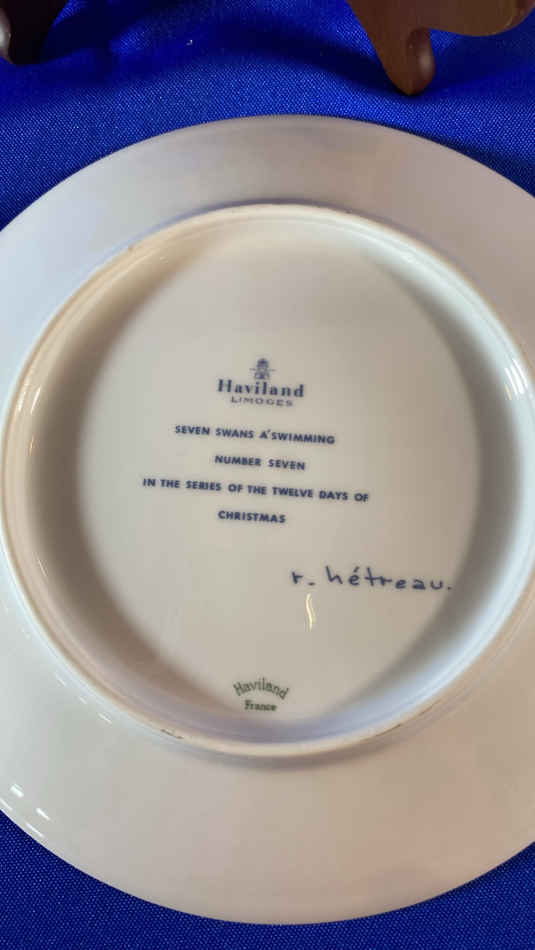 Haviland
LIMOGES
SEVEN SWANS A'SWIMMING
NUMBER SEVEN
IN THE SERIES OF THE TWELVE DAYS OF
CHRISTMAS
r. hétreau.
Haviland
France